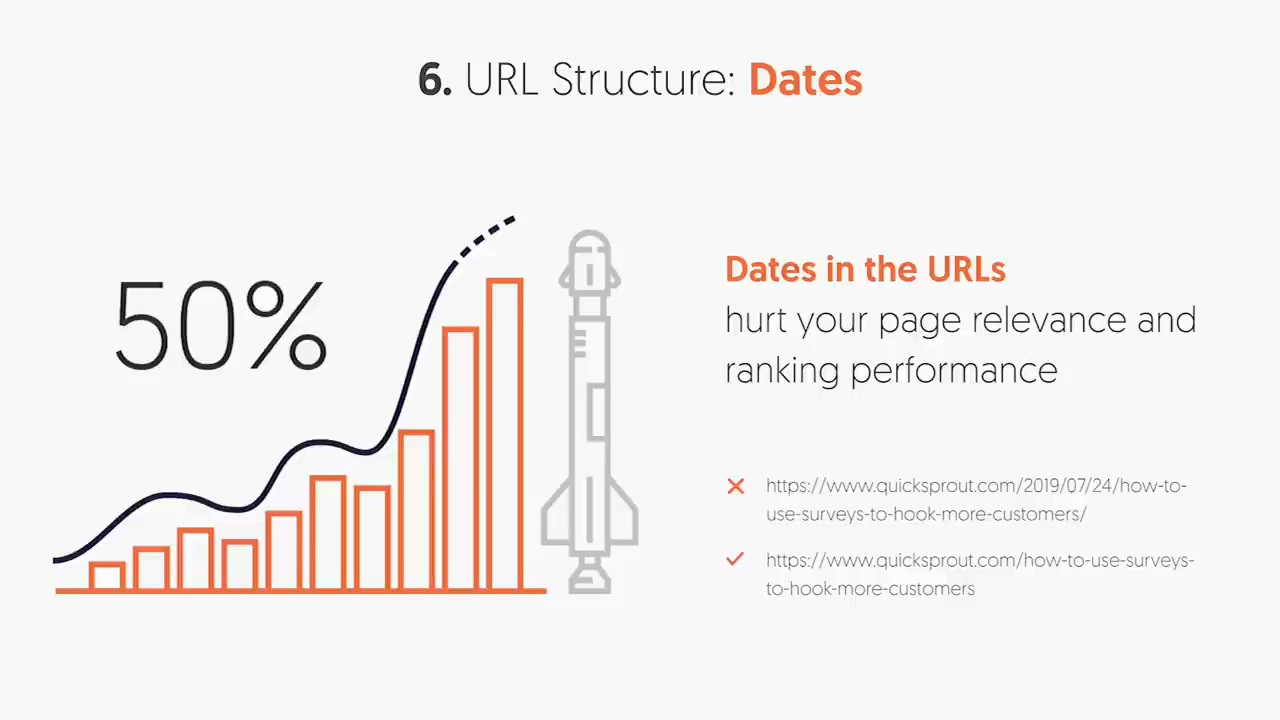 6. URL Structure: Dates
50%
Dates in the URLs
hurt your page relevance and
ranking performance
https://www.quicksprout.com/2019/07/24/how-to-
use-surveys-to-hook-more-customers/
https://www.quicksprout.com/how-to-use-surveys-
to-hook-more-customers